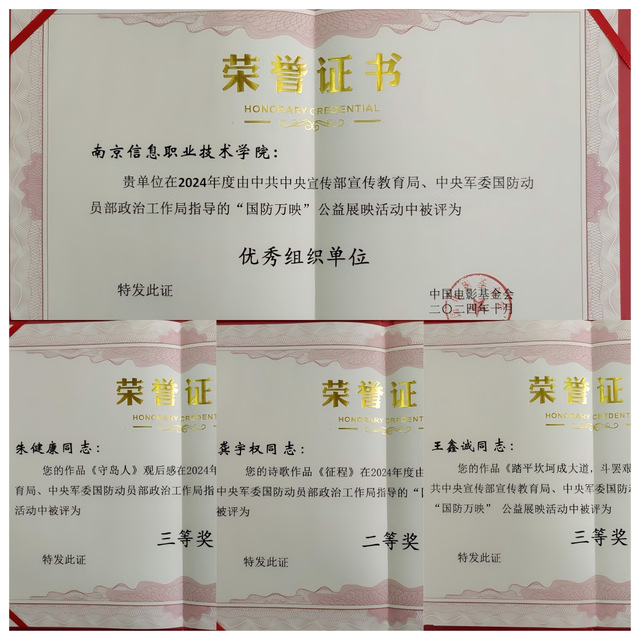 荣誉证书
HONORARY CREDENTIAL
南京信息职业技术学院：
贵单位在2024年度由中共中央宣传部宣传教育局、中央军委国防动
员部政治工作局指导的“国防万映”公益展映活动中被评为
优秀组织单位
特发此证
中国电影基金会
二〇二四年十月
荣誉证
HONORARY CREDENTI
朱健康同志：
您的作品《守岛人》观后感在2024年
育局、中央军委国防动员部政治工作局指导
活动中被评为
三等奖
特发此证
荣誉证
HONORARY CREDENTI
龚宇权同志：
您的诗歌《征程》在2024年度由
中央军委国防动员部政治工作局指导的“国
被评为
二等奖
特发此证
荣誉证
HONORARY CREDENT
王鑫诚同志：
您的作品《踏平坎坷成大道，斗罢艰
共中央宣传部宣传教育局、中央军委国防动
“国防万映” 公益展映活动中被评为
三等奖
特发此证